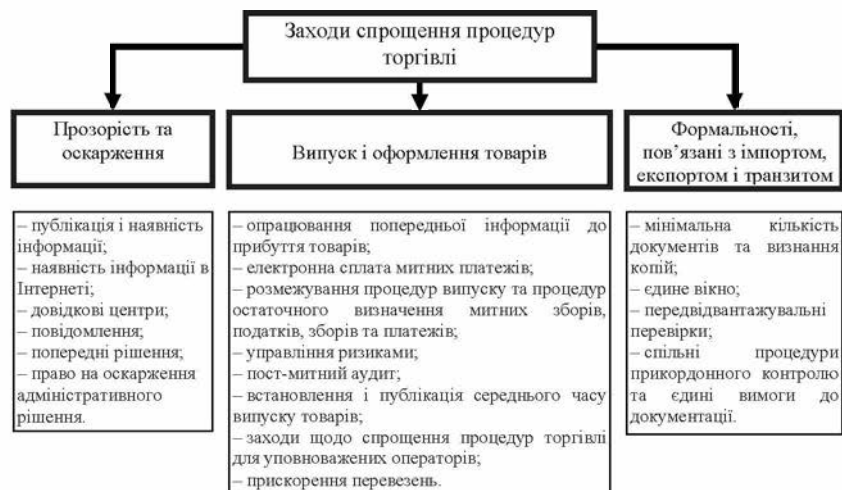 Заходи спрощення процедур
торгівлі
Прозорість та
оскарження
Випуск і оформлення товарів
Формальності,
пов’язані з імпортом,
експортом і транзитом
– публікація і наявність
інформації;
– наявність інформації в
Інтернеті;
– довідкові центри;
– повідомлення;
– попередні рішення;
– право на оскарження
адміністративного
рішення.
– опрацювання попередньої інформації до
прибуття товарів;
– електронна сплата митних платежів;
– розмежування процедур випуску та процедур
остаточного визначення митних зборів,
податків, зборів та платежів;
– управління ризиками;
– пост-митний аудит;
– встановлення і публікація середнього часу
випуску товарів;
– заходи щодо спрощення процедур торгівлі
для уповноважених операторів;
– прискорення перевезень.
– мінімальна кількість
документів та визнання
копій;
– єдине вікно;
– передвідвантажувальні
перевірки;
– спільні процедури
прикордонного контролю
та єдині вимоги до
документації.